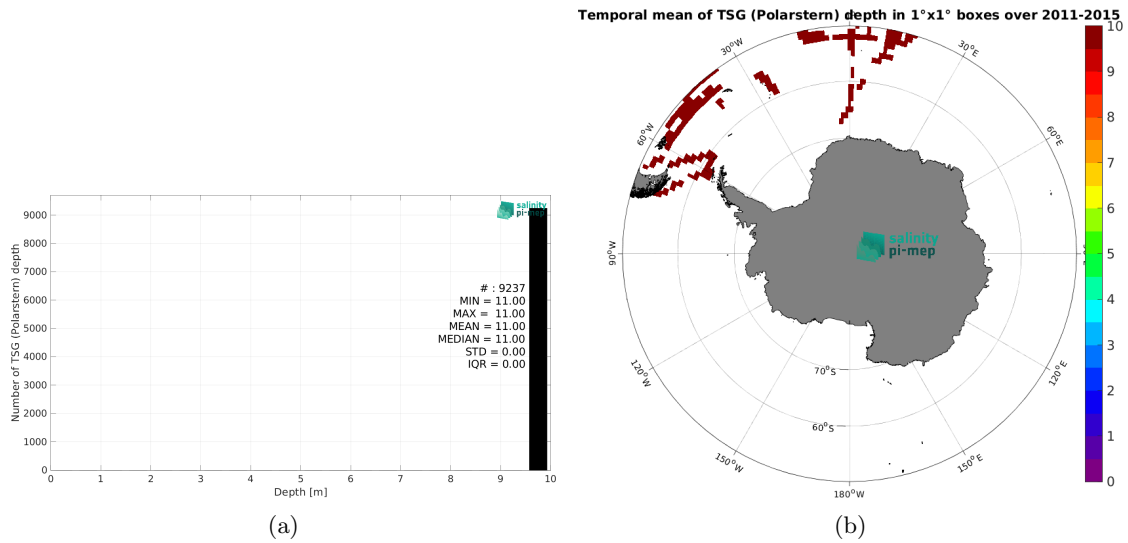 Temporal mean of TSG (Polarstern) depth in 1°x1° boxes over 2011-2015
Number of TSG (Polarstern) depth
9000
8000
7000
6000
5000
4000
3000
2000
1000
0
salinity
pi-mep
# : 9237
MIN = 11.00
MAX = 11.00
MEAN = 11.00
MEDIAN = 11.00
STD = 0.00
IQR = 0.00
0 1 2 3 4 5 6 7 8 9 10
Depth [m]
(a)
0°
30°W
30°E
60°W
60°E
90°W
120°W
120°E
150°W
150°E
180°W
70°S
60°S
salinity
pi-mep
10
9
8
7
6
5
4
3
2
1
0
(b)